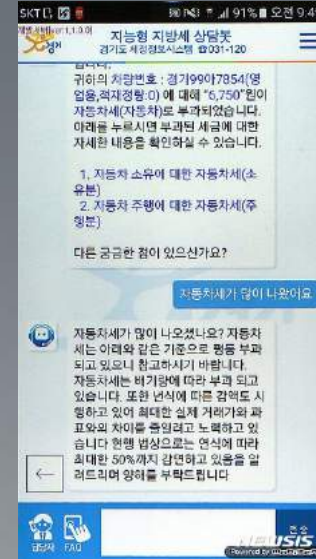 SKT 91% 오전 9:4
개발서버(ver1.1.0.0)
지능형 지방세 상담봇
경기도 세정정보시스템 ☎031-120
경기
귀하의 차량번호 : 경기99아7854(영
업용,적재정량:0) 에 대해 "6,750"원이
자동차세(자동차)로 부과되었습니다.
아래를 누르시면 부과된 세금에 대한
자세한 내용을 확인하실 수 있습니다.
1. 자동차 소유에 대한 자동차세(소
유분)
2. 자동차 주행에 대한 자동차세(주
행분)
다른 궁금한 점이 있으신가요?
자동차세가 많이 나왔어요
자동차세가 많이 나오셨나요? 자동차
세는 아래와 같은 기준으로 평등 부과
되고 있으니 참고하시기 바랍니다.
자동차세는 배기량에 따라 부과 되고
있습니다. 또한 년식에 따른 감액도 시
행하고 있어 최대한 실제 거래가와 과
표와의 차이를 줄일려고 노력하고 있
습니다 현행 법상으로는 연식에 따라
최대한 50%까지 감면하고 있음을 알
려드리며 양해를 부탁드립니다
담당자 FAQ
전송
NEWSIS